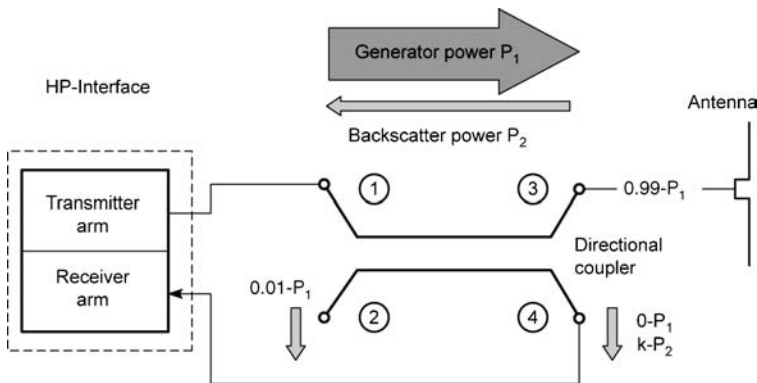 Generator power P₁
HP-Interface
Antenna
Backscatter power P₂
Transmitter
arm
1
3
0.99-P₁
Receiver
arm
Directional
coupler
0.01-P₁
2
4
0-P₁
k-P₂